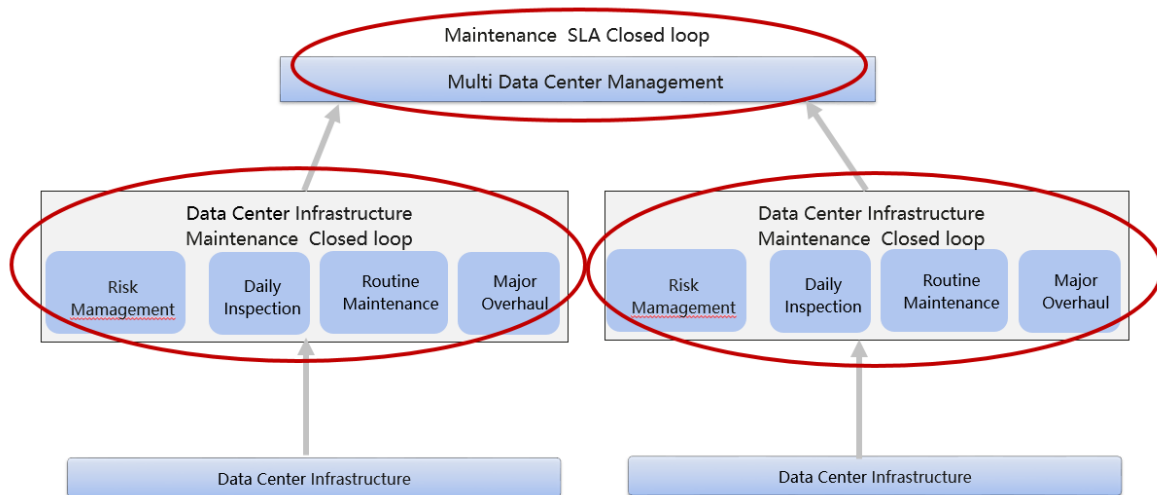 Maintenance SLA Closed loop
Multi Data Center Management
Data Center Infrastructure
Maintenance Closed loop
Risk
Mamagement
Daily
Inspection
Routine
Maintenance
Major
Overhaul
Data Center Infrastructure
Maintenance Closed loop
Risk
Mamagement
Daily
Inspection
Routine
Maintenance
Major
Overhaul
Data Center Infrastructure
Data Center Infrastructure